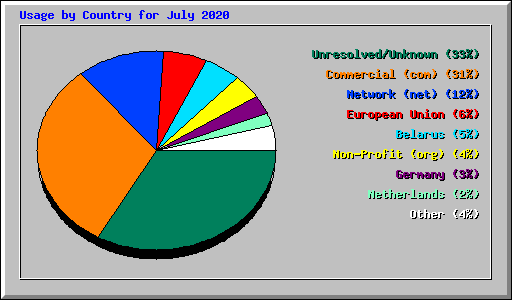 Usage by Country for July 2020
Unresolved/Unknown (33%)
Commercial (com) (31%)
Network (net) (12%)
European Union (6%)
Belarus (5%)
Non-Profit (org) (4%)
Germany (3%)
Netherlands (2%)
Other (4%)